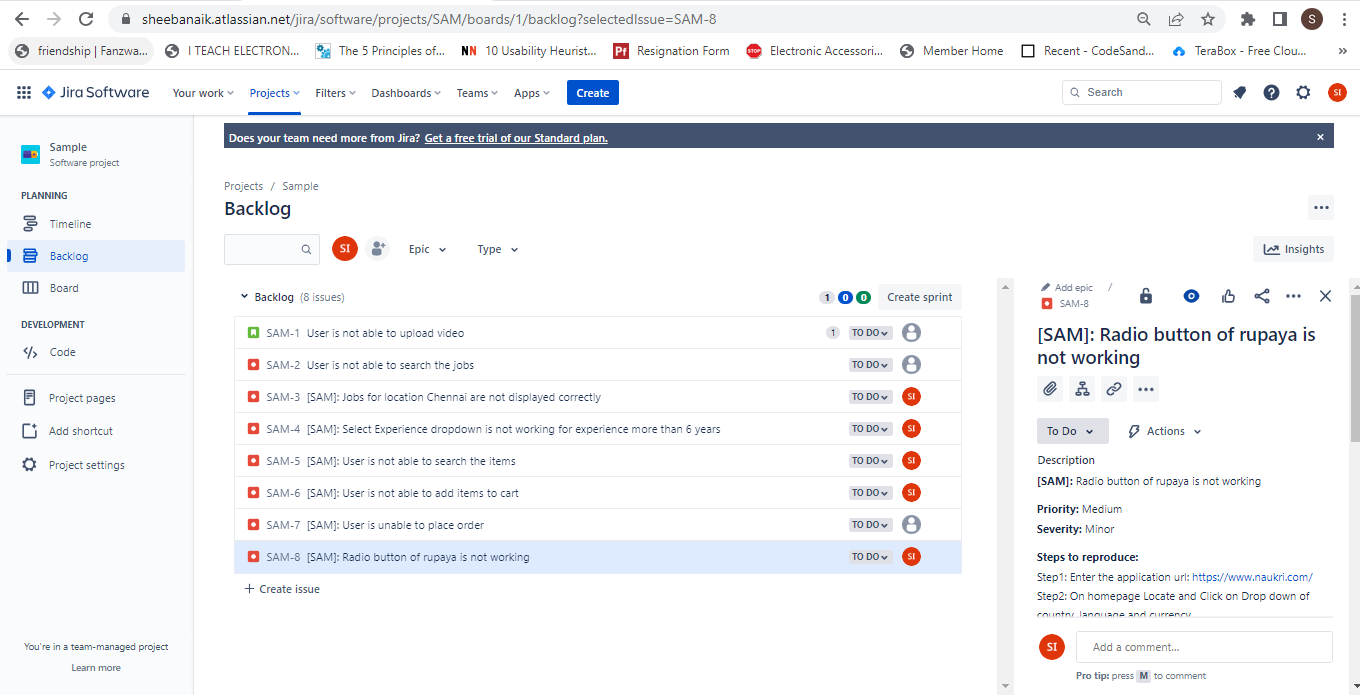 sheebanaik.atlassian.net/jira/software/projects/SAM/boards/1/backlog?selectedIssue=SAM-8
S
friendship | Fanzwa...
I TEACH ELECTRON...
The 5 Principles of...
NN 10 Usability Heurist...
Pf Resignation Form
STOP Electronic Accessori...
Member Home
Recent - CodeSand...
TeraBox - Free Clou...
»
Jira Software
Your work
Projects
Filters
Dashboards
Teams
Apps
Create
Search
SI
Does your team need more from Jira? Get a free trial of our Standard plan.
Sample
Software project
PLANNING
Timeline
Backlog
Board
DEVELOPMENT
Code
Project pages
Add shortcut
Project settings
You're in a team-managed project
Learn more
Projects / Sample
Backlog
SI
Epic
Type
Insights
Backlog (8 issues)
1 0 0
Create sprint
SAM-1 User is not able to upload video 1 TO DO
SAM-2 User is not able to search the jobs TO DO
SAM-3 [SAM]: Jobs for location Chennai are not displayed correctly TO DO SI
SAM-4 [SAM]: Select Experience dropdown is not working for experience more than 6 years TO DO SI
SAM-5 [SAM]: User is not able to search the items TO DO SI
SAM-6 [SAM]: User is not able to add items to cart TO DO SI
SAM-7 [SAM]: User is unable to place order TO DO
SAM-8 [SAM]: Radio button of rupaya is not working TO DO SI
+ Create issue
Add epic /
SAM-8
[SAM]: Radio button of rupaya is
not working
To Do
Actions
Description
[SAM]: Radio button of rupaya is not working
Priority: Medium
Severity: Minor
Steps to reproduce:
Step1: Enter the application url: https://www.naukri.com/
Step2: On homepage Locate and Click on Drop down of
country, language and currency
SI
Add a comment...
Pro tip: press M to comment